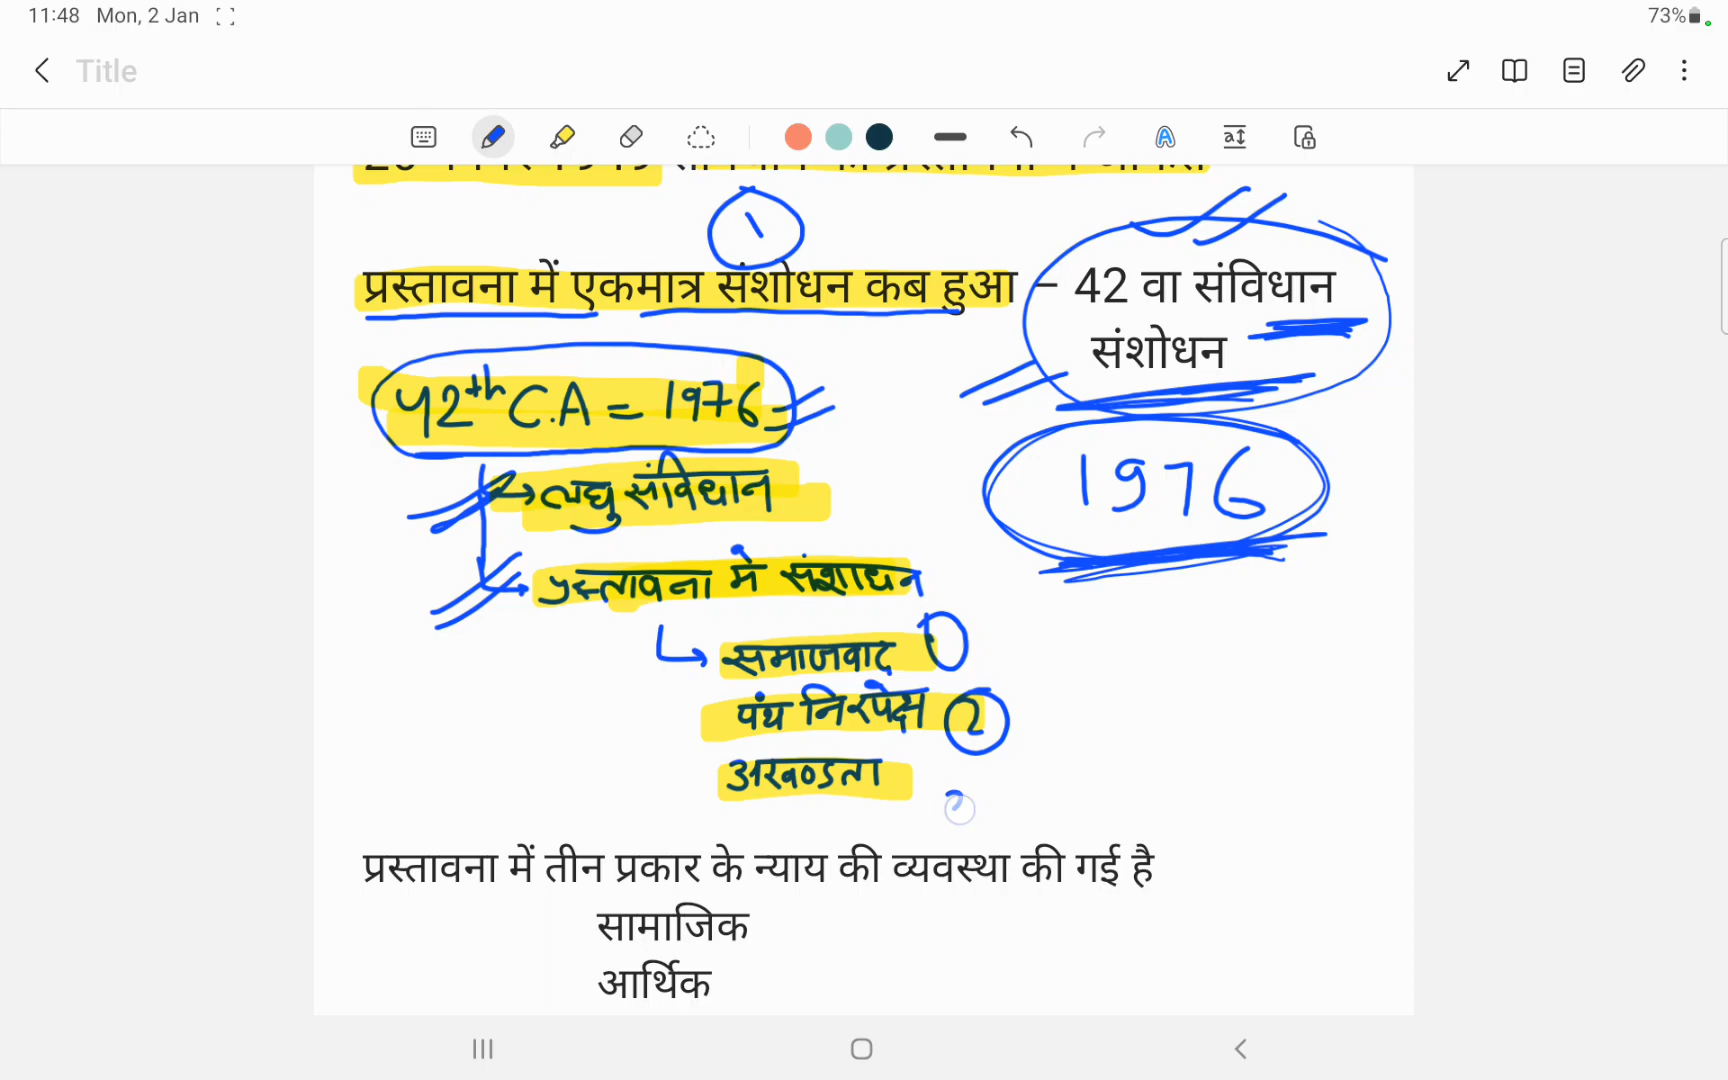 11:48 Mon, 2 Jan
73%
Title
प्रस्तावना में एकमात्र संशोधन कब हुआ – 42 वा संविधान
संशोधन
42th C.A = 1976
1976
लघु संविधान
प्रस्तावना में संशोधन
समाजवाद 1
पंथ निरपेक्ष 2
अखण्डता
प्रस्तावना में तीन प्रकार के न्याय की व्यवस्था की गई है
सामाजिक
आर्थिक